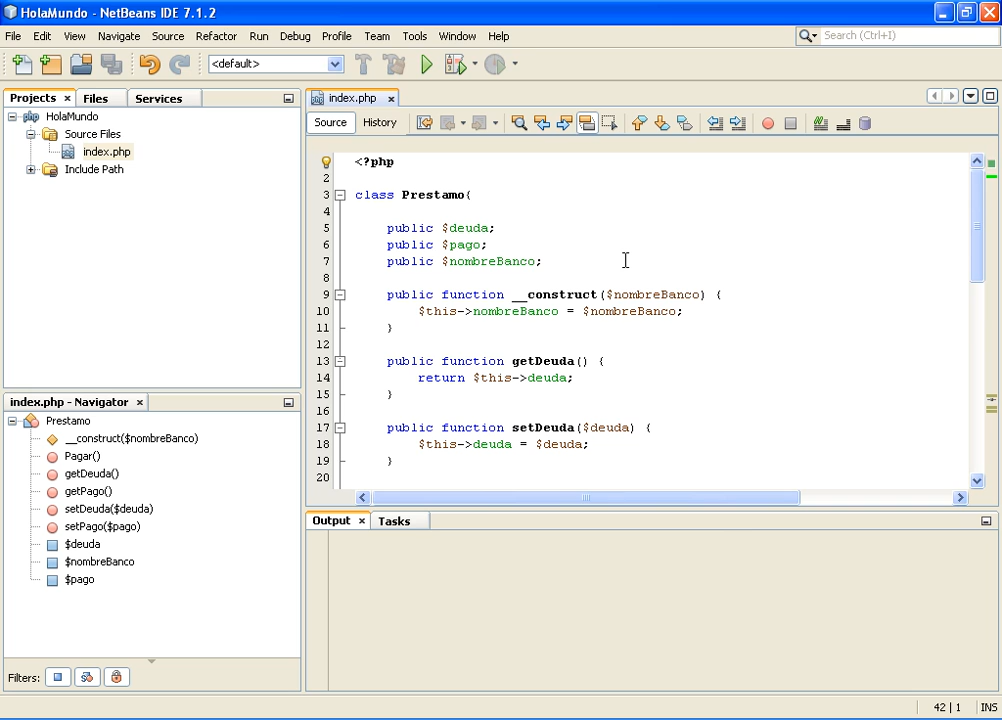 HolaMundo - NetBeans IDE 7.1.2
File Edit View Navigate Source Refactor Run Debug Profile Team Tools Window Help
Search (Ctrl+I)
<default>
Projects Files Services
HolaMundo
Source Files
index.php
Include Path
index.php - Navigator
Prestamo
__construct($nombreBanco)
Pagar()
getDeuda()
getPago()
setDeuda($deuda)
setPago($pago)
$deuda
$nombreBanco
$pago
Filters:
index.php
Source History
<?php
2
3 class Prestamo{
4
5 public $deuda;
6 public $pago;
7 public $nombreBanco;
8
9 public function __construct($nombreBanco) {
10 $this->nombreBanco = $nombreBanco;
11 }
12
13 public function getDeuda() {
14 return $this->deuda;
15 }
16
17 public function setDeuda($deuda) {
18 $this->deuda = $deuda;
19 }
20
Output Tasks
42 | 1 INS